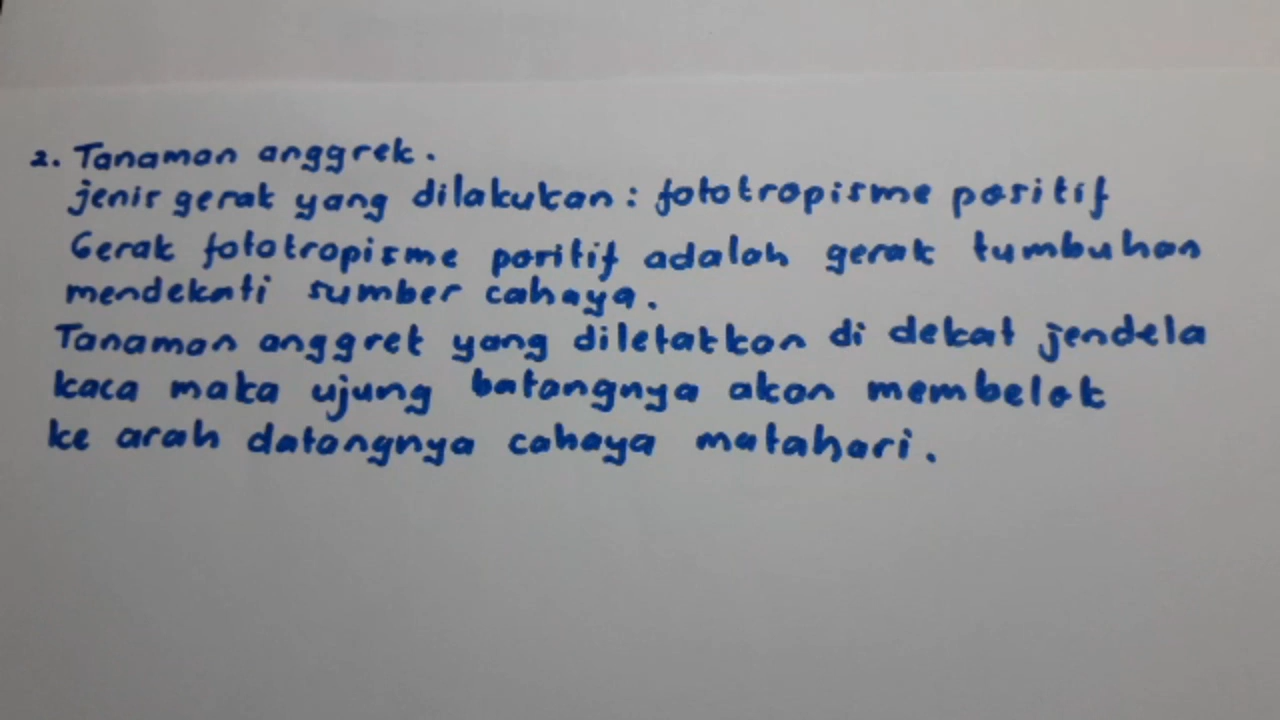 2. Tanaman anggrek.
jenis gerak yang dilakukan : fototropisme positif
Gerak fototropisme positif adalah gerak tumbuhan
mendekati sumber cahaya.
Tanaman anggrek yang diletakkan di dekat jendela
kaca maka ujung batangnya akan membelok
ke arah datangnya cahaya matahari.